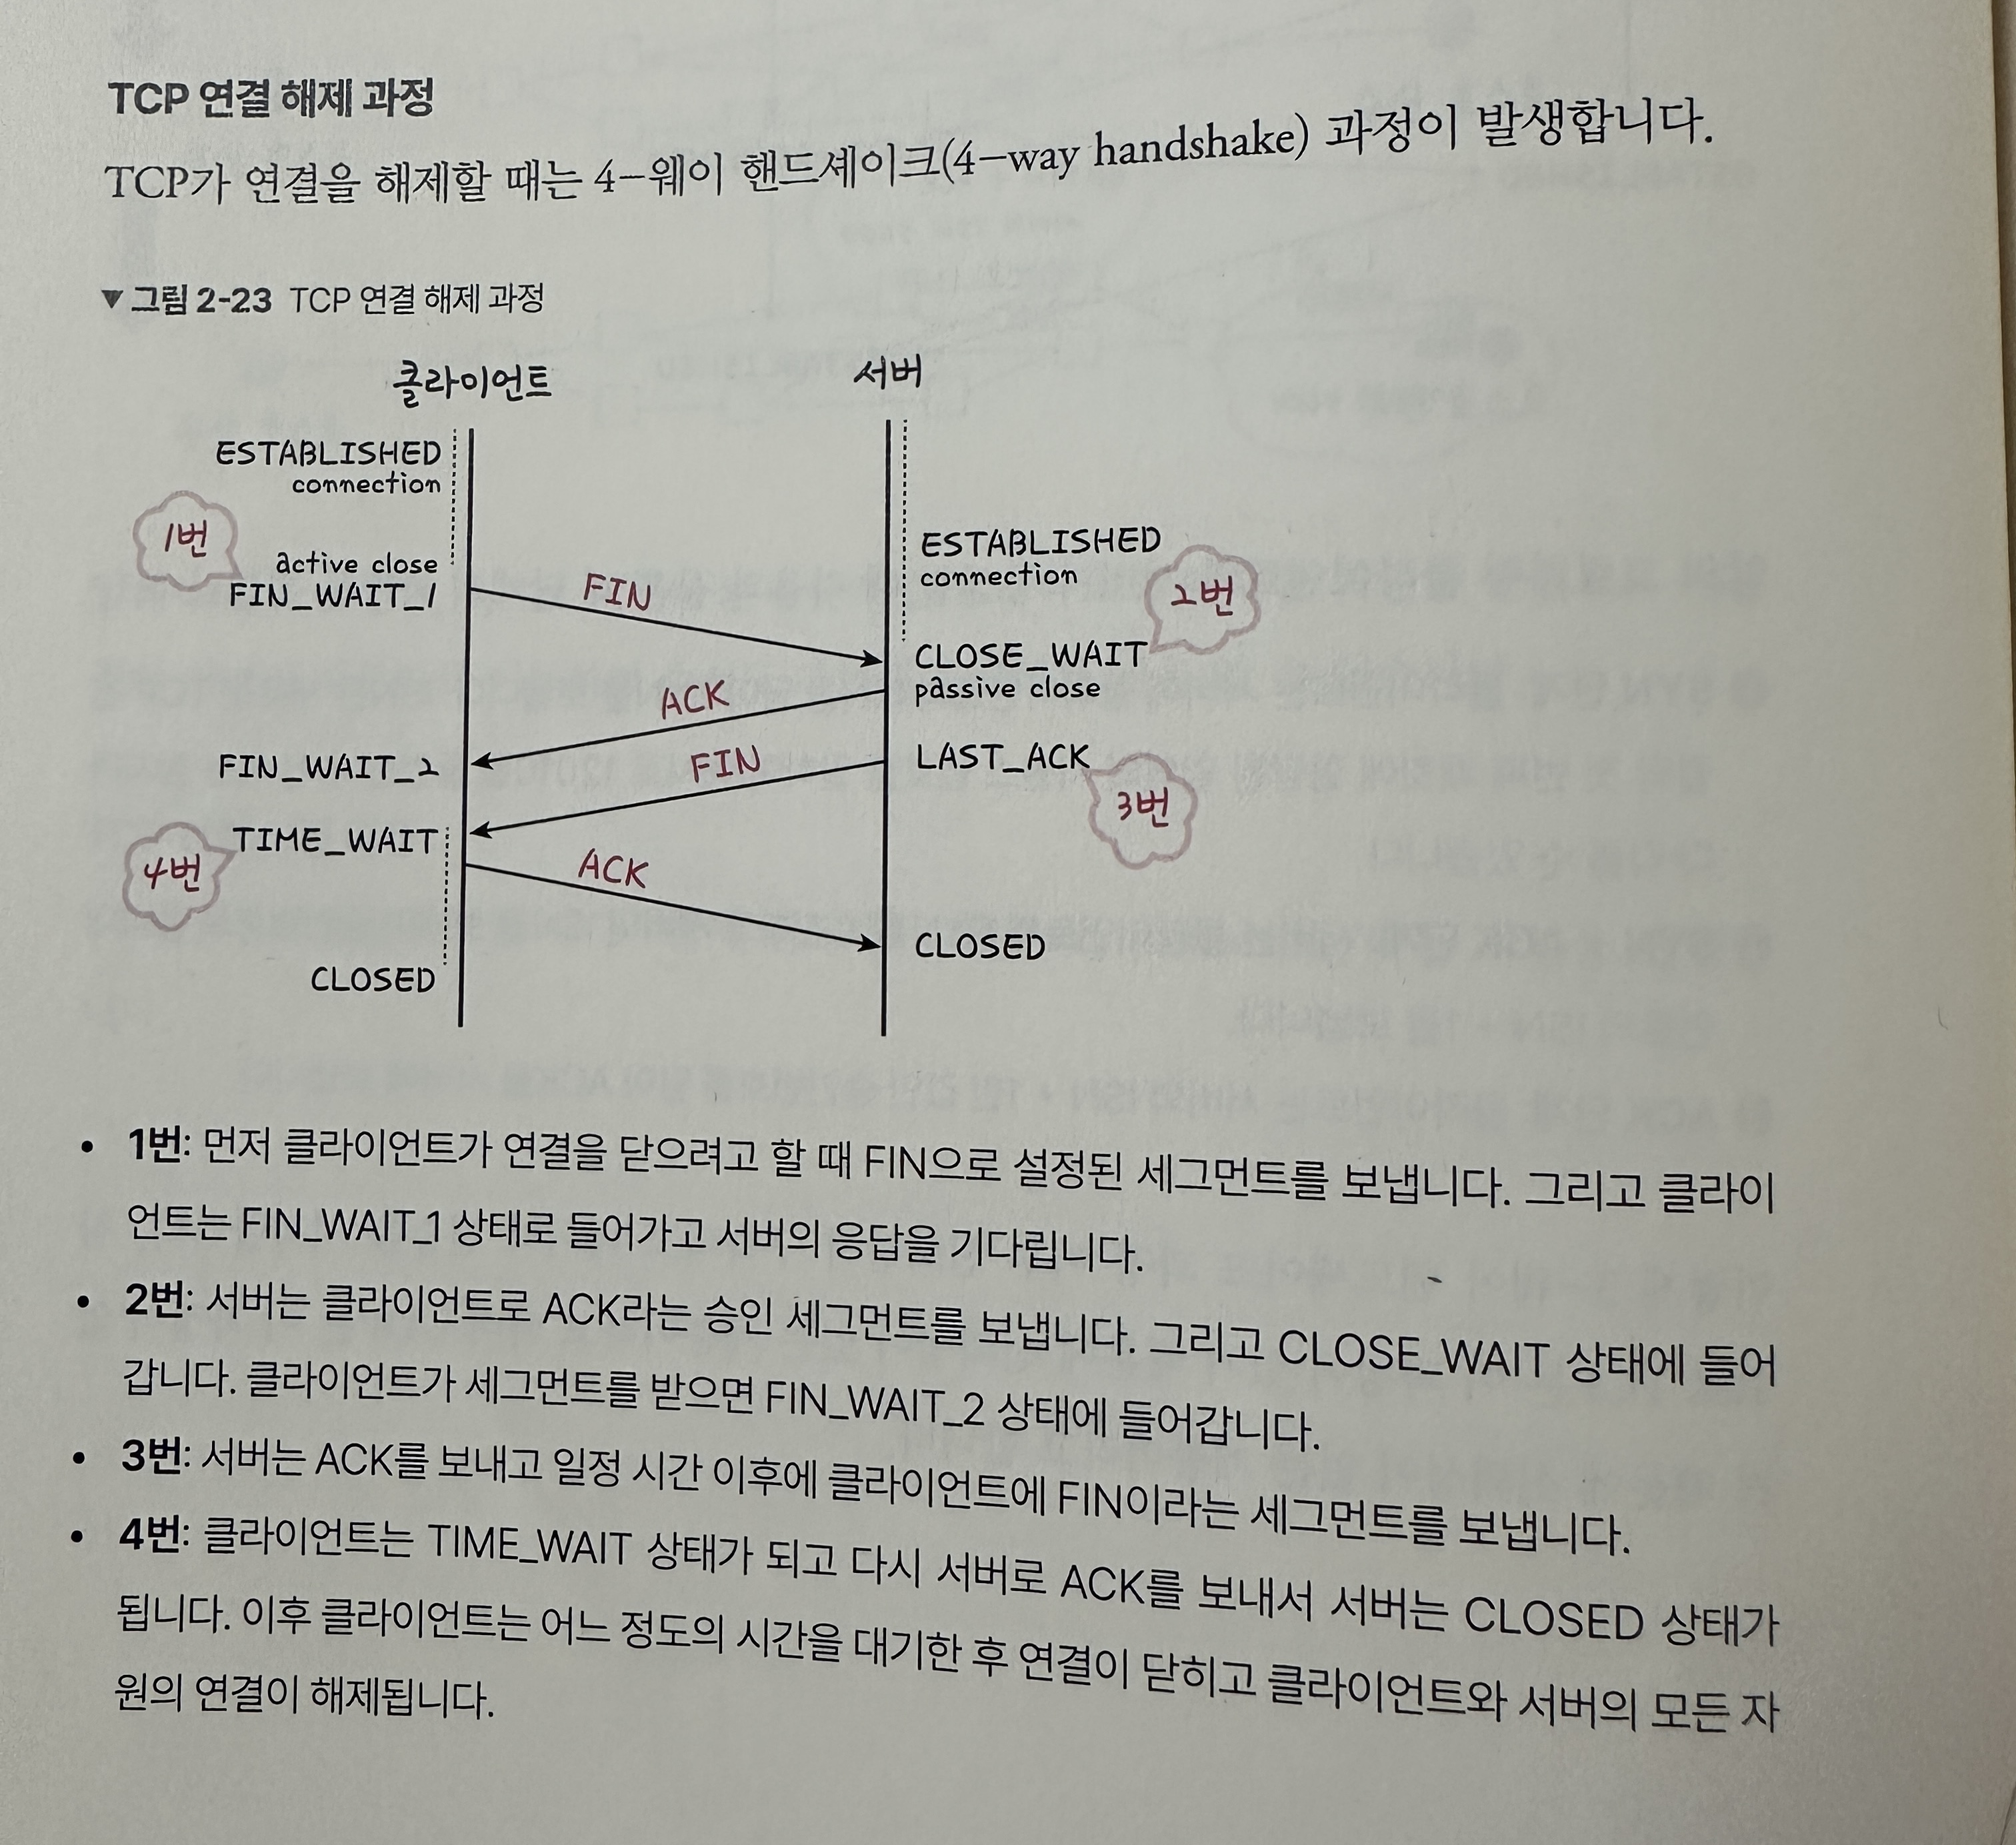 TCP 연결 해제 과정
TCP가 연결을 해제할 때는 4-웨이 핸드셰이크(4-way handshake) 과정이 발생합니다.
▼ 그림 2-23 TCP 연결 해제 과정
클라이언트
서버
ESTABLISHED
connection
1번
active close
FIN_WAIT_1
FIN
ESTABLISHED
connection
2번
CLOSE_WAIT
passive close
ACK
FIN_WAIT_2
FIN
LAST_ACK
3번
TIME_WAIT
4번
ACK
CLOSED
CLOSED
• 1번: 먼저 클라이언트가 연결을 닫으려고 할 때 FIN으로 설정된 세그먼트를 보냅니다. 그리고 클라이
언트는 FIN_WAIT_1 상태로 들어가고 서버의 응답을 기다립니다.
• 2번: 서버는 클라이언트로 ACK라는 승인 세그먼트를 보냅니다. 그리고 CLOSE_WAIT 상태에 들어
갑니다. 클라이언트가 세그먼트를 받으면 FIN_WAIT_2 상태에 들어갑니다.
• 3번: 서버는 ACK를 보내고 일정 시간 이후에 클라이언트에 FIN이라는 세그먼트를 보냅니다.
• 4번: 클라이언트는 TIME_WAIT 상태가 되고 다시 서버로 ACK를 보내서 서버는 CLOSED 상태가
됩니다. 이후 클라이언트는 어느 정도의 시간을 대기한 후 연결이 닫히고 클라이언트와 서버의 모든 자
원의 연결이 해제됩니다.